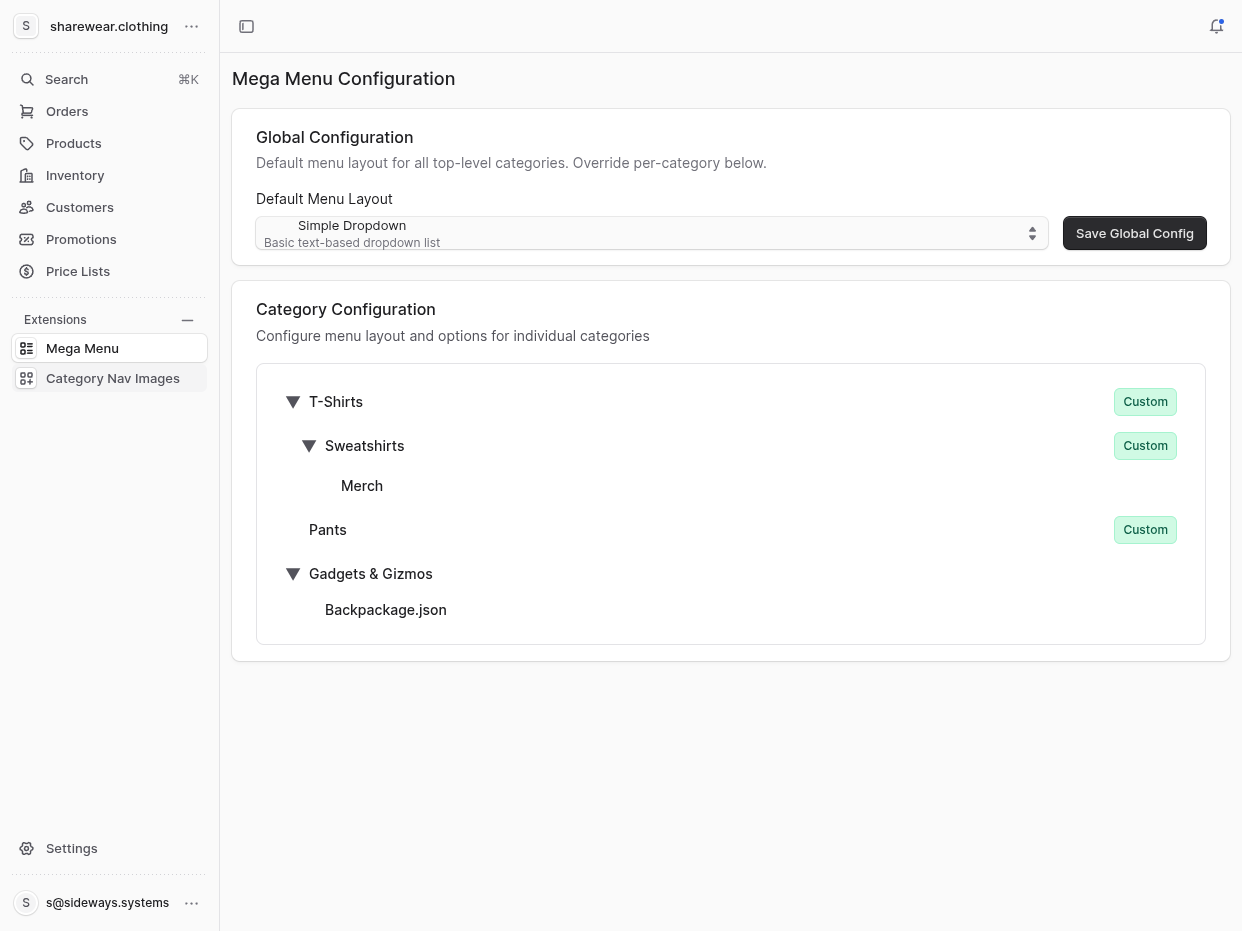 S
sharewear.clothing
Search ⌘K
Orders
Products
Inventory
Customers
Promotions
Price Lists
Extensions
Mega Menu
Category Nav Images
Settings
S
s@sideways.systems
Mega Menu Configuration
Global Configuration
Default menu layout for all top-level categories. Override per-category below.
Default Menu Layout
Simple Dropdown
Basic text-based dropdown list
Save Global Config
Category Configuration
Configure menu layout and options for individual categories
T-Shirts Custom
Sweatshirts Custom
Merch
Pants Custom
Gadgets & Gizmos
Backpackage.json